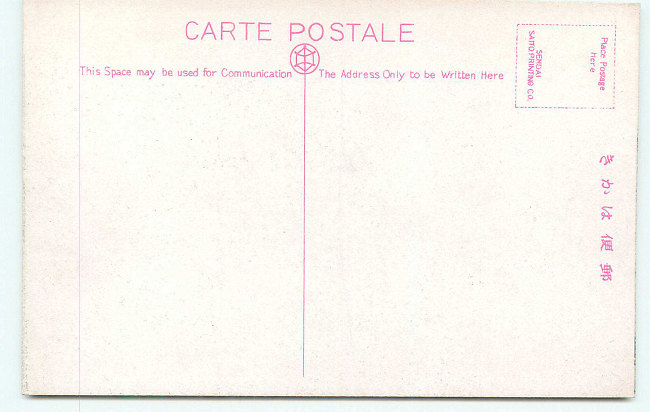 CARTE POSTALE
This Space may be used for Communication
The Address Only to be Written Here
Place Postage
Here
SENDAI
SAITO PRINTING CO.
郵便はかき